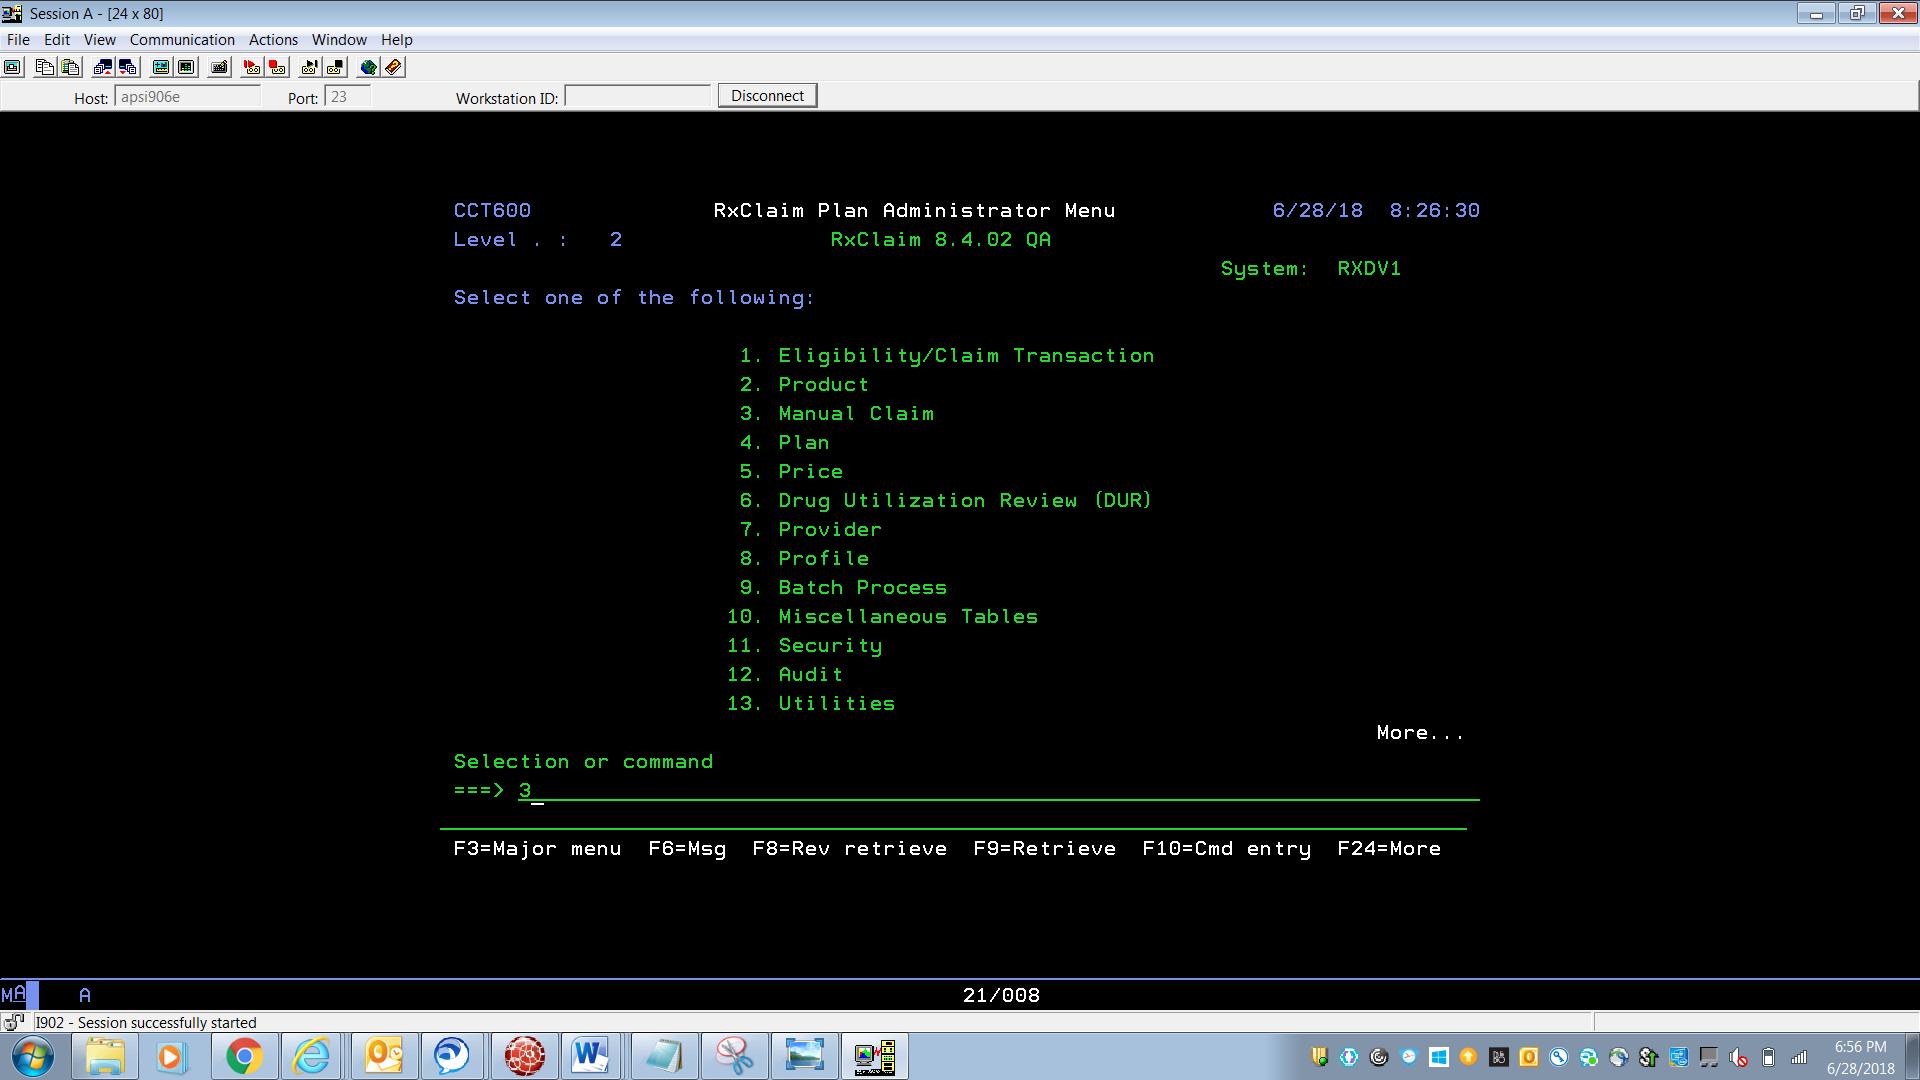 Session A - [24 x 80]
File Edit View Communication Actions Window Help
Host: apsi906e Port: 23 Workstation ID: Disconnect
CCT600 RxClaim Plan Administrator Menu 6/28/18 8:26:30
Level . : 2 RxClaim 8.4.02 QA
System: RXDV1
Select one of the following:
1. Eligibility/Claim Transaction
2. Product
3. Manual Claim
4. Plan
5. Price
6. Drug Utilization Review (DUR)
7. Provider
8. Profile
9. Batch Process
10. Miscellaneous Tables
11. Security
12. Audit
13. Utilities
More...
Selection or command
===> 3
F3=Major menu F6=Msg F8=Rev retrieve F9=Retrieve F10=Cmd entry F24=More
MA A 21/008
I902 - Session successfully started
6:56 PM
6/28/2018